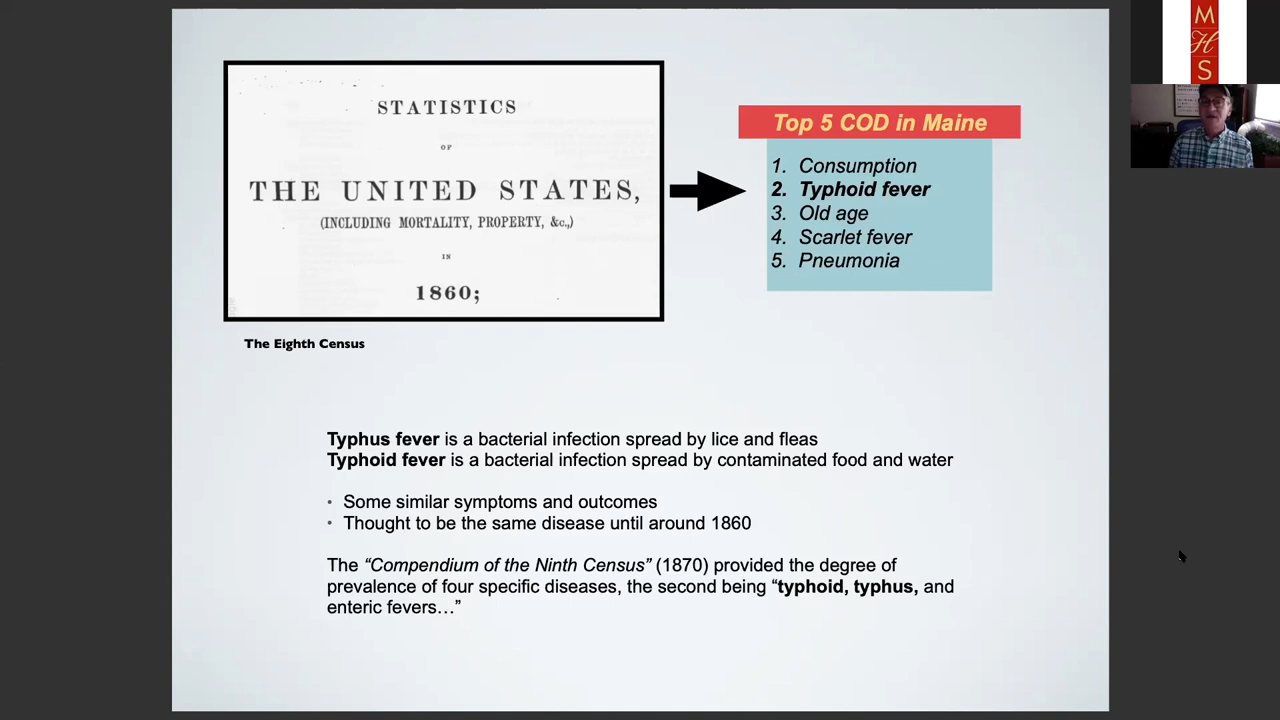 STATISTICS
OF
THE UNITED STATES,
(INCLUDING MORTALITY, PROPERTY, &c.,)
IN
1860;
The Eighth Census
Top 5 COD in Maine
1. Consumption
2. Typhoid fever
3. Old age
4. Scarlet fever
5. Pneumonia
Typhus fever is a bacterial infection spread by lice and fleas
Typhoid fever is a bacterial infection spread by contaminated food and water
• Some similar symptoms and outcomes
• Thought to be the same disease until around 1860
The “Compendium of the Ninth Census” (1870) provided the degree of
prevalence of four specific diseases, the second being “typhoid, typhus, and
enteric fevers…”
M
H
S